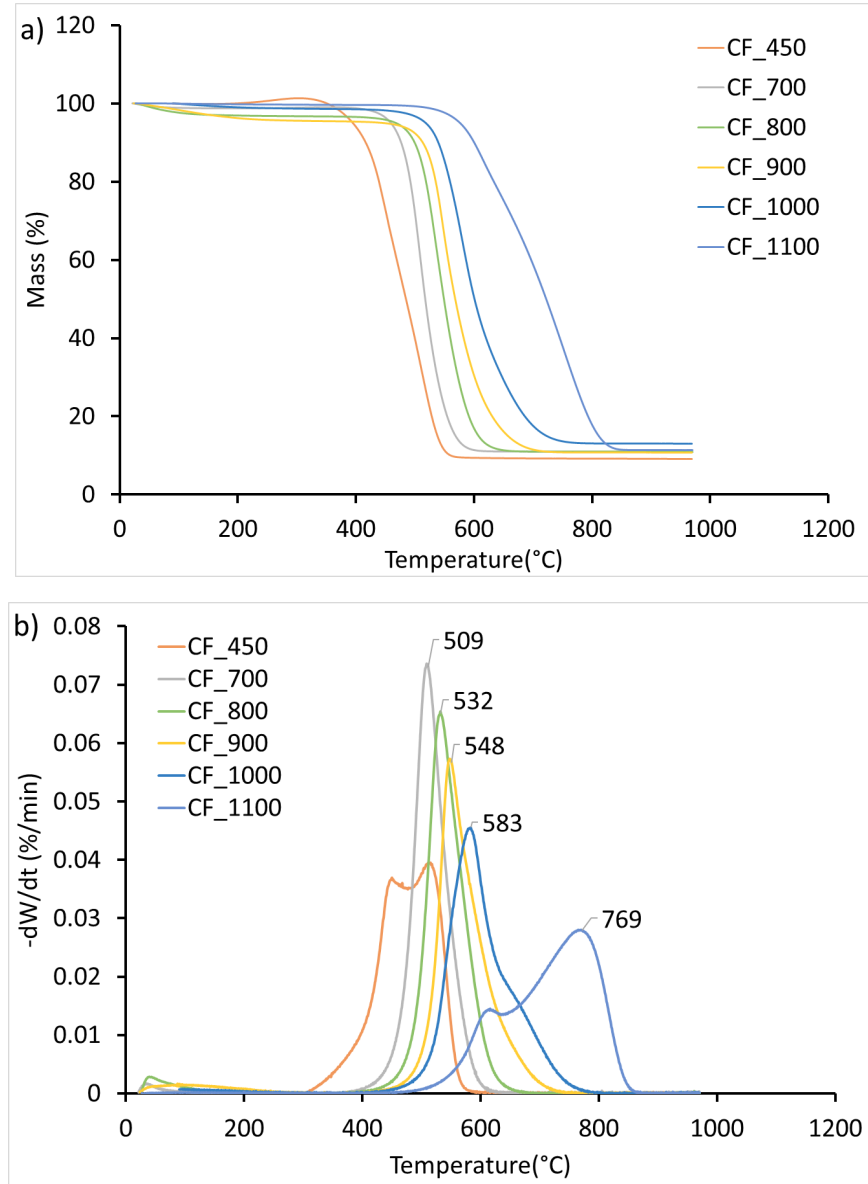 a)
120
100
80
60
40
20
0
Mass (%)
0 200 400 600 800 1000 1200
Temperature(°C)
CF_450
CF_700
CF_800
CF_900
CF_1000
CF_1100
b)
0.08
0.07
0.06
0.05
0.04
0.03
0.02
0.01
0
-dW/dt (%/min)
CF_450
CF_700
CF_800
CF_900
CF_1000
CF_1100
509
532
548
583
769
0 200 400 600 800 1000 1200
Temperature(°C)